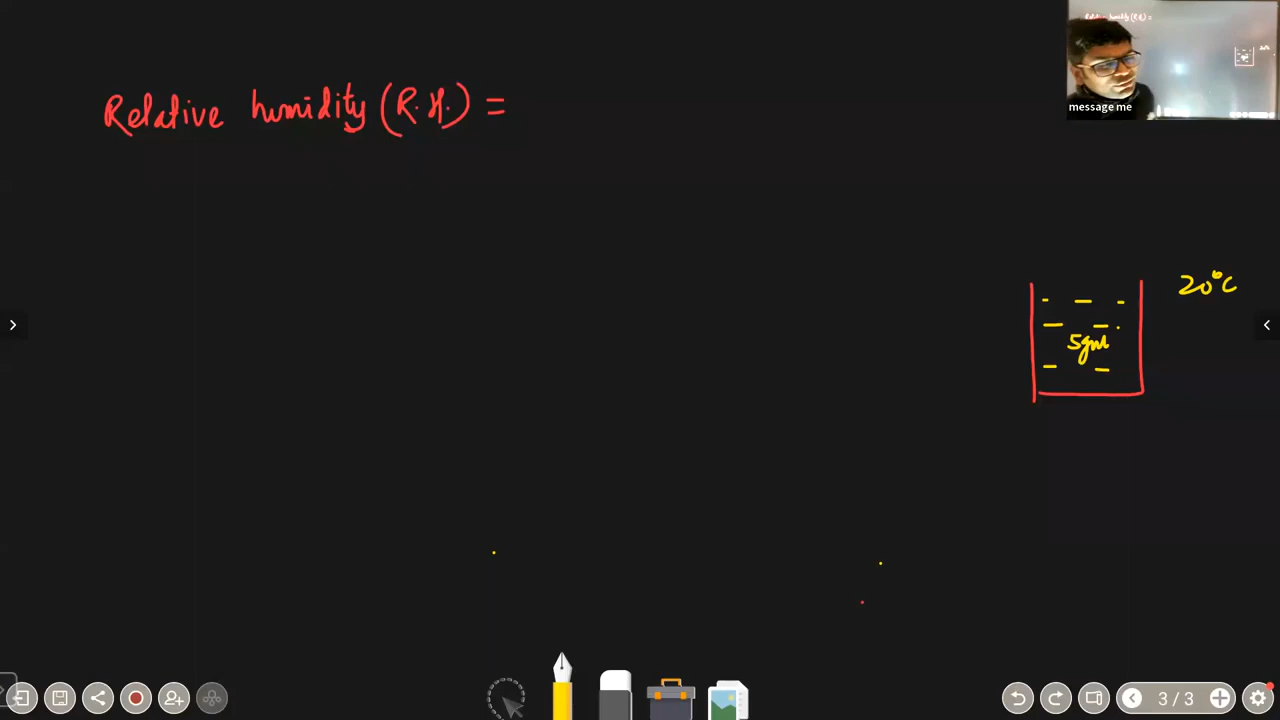 Relative humidity (R.H.) =
message me
20°C
5gm
3 / 3